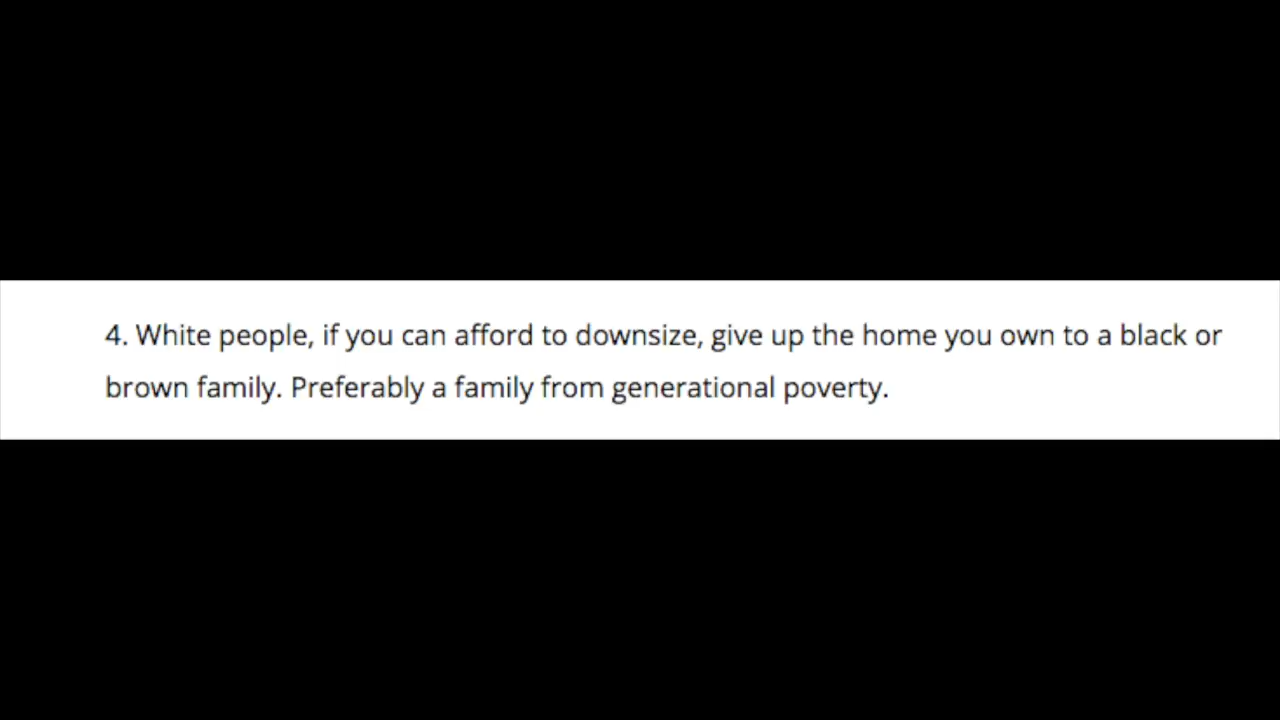 4. White people, if you can afford to downsize, give up the home you own to a black or
brown family. Preferably a family from generational poverty.